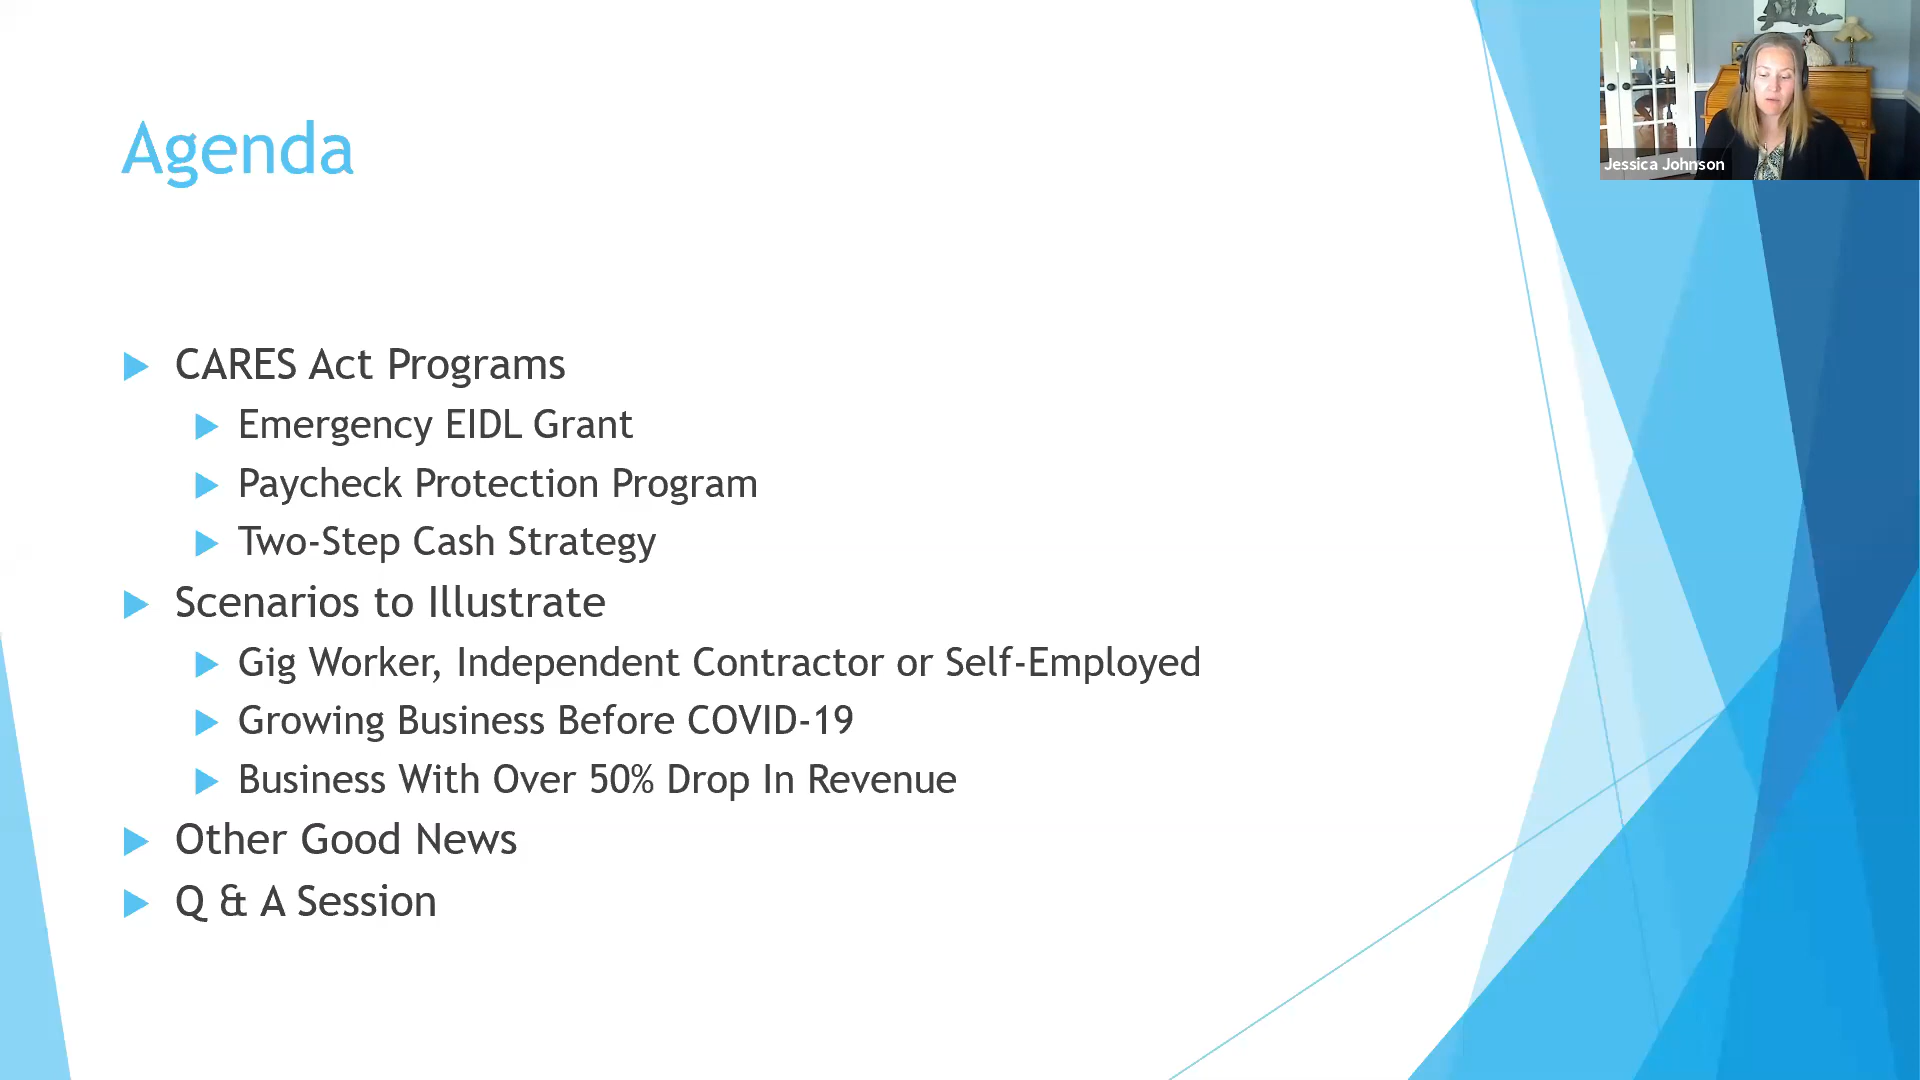 Agenda
Jessica Johnson
CARES Act Programs
Emergency EIDL Grant
Paycheck Protection Program
Two-Step Cash Strategy
Scenarios to Illustrate
Gig Worker, Independent Contractor or Self-Employed
Growing Business Before COVID-19
Business With Over 50% Drop In Revenue
Other Good News
Q & A Session